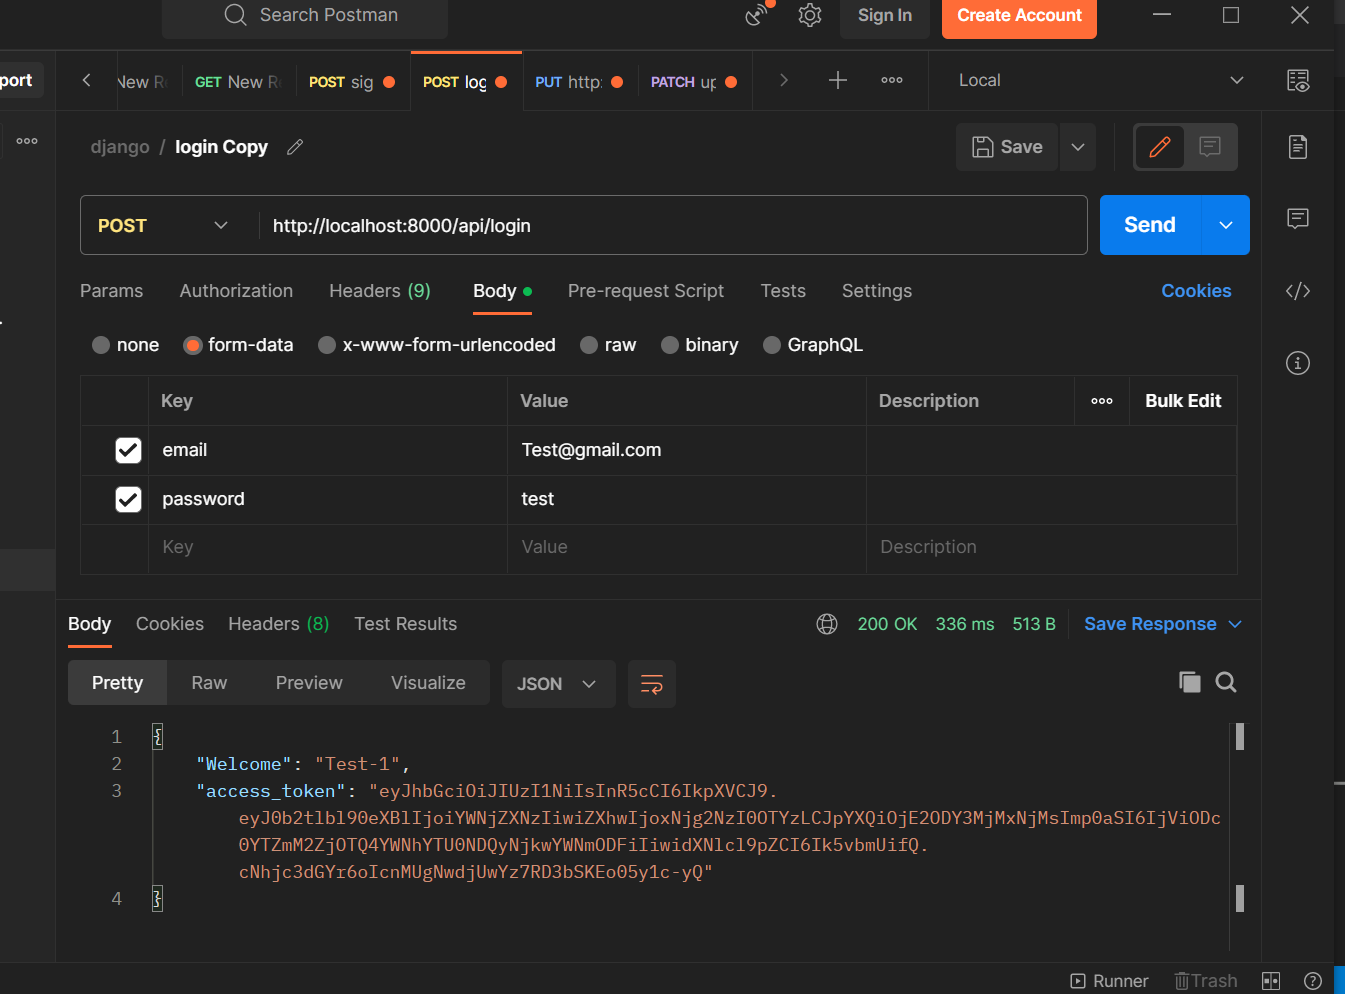 Search Postman
Sign In
Create Account
port
New Re
GET New Re
POST sig
POST log
PUT http:
PATCH up
Local
django / login Copy
Save
POST
http://localhost:8000/api/login
Send
Params
Authorization
Headers (9)
Body
Pre-request Script
Tests
Settings
Cookies
none
form-data
x-www-form-urlencoded
raw
binary
GraphQL
Key
Value
Description
Bulk Edit
email
Test@gmail.com
password
test
Key
Value
Description
Body
Cookies
Headers (8)
Test Results
200 OK
336 ms
513 B
Save Response
Pretty
Raw
Preview
Visualize
JSON
1 {
2 "Welcome": "Test-1",
3 "access_token": "eyJhbGciOiJIUzI1NiIsInR5cCI6IkpXVCJ9.
eyJ0b2tlbl90eXBlIjoiYWNjZXNzIiwiZXhwIjoxNjg2NzI0OTYzLCJpYXQiOjE2ODY3MjMxNjMsImp0aSI6IjViODc
0YTZmM2ZjOTQ4YWNhYTU0NDQyNjkwYWNmODFiIiwidXNlcl9pZCI6Ik5vbmUifQ.
cNhjc3dGYr6oIcnMUgNwdjUwYz7RD3bSKEo05y1c-yQ"
4 }
Runner
Trash